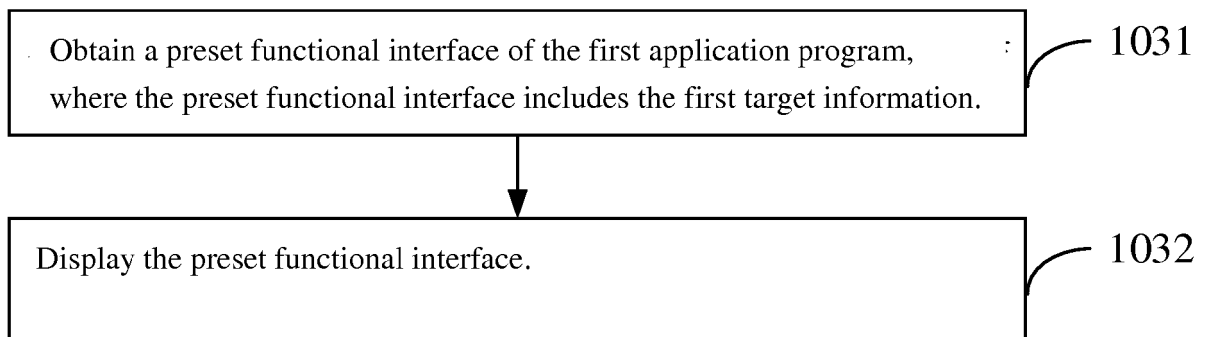 Obtain a preset functional interface of the first application program,
where the preset functional interface includes the first target information.
1031
Display the preset functional interface.
1032